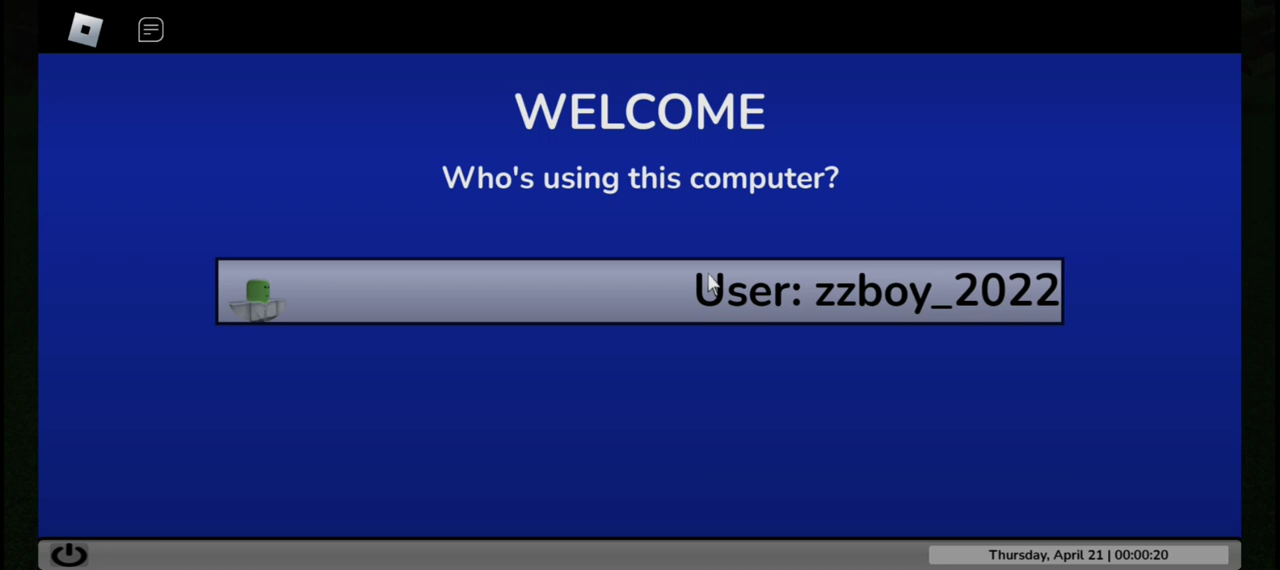 WELCOME
Who's using this computer?
User: zzboy_2022
Thursday, April 21 | 00:00:20